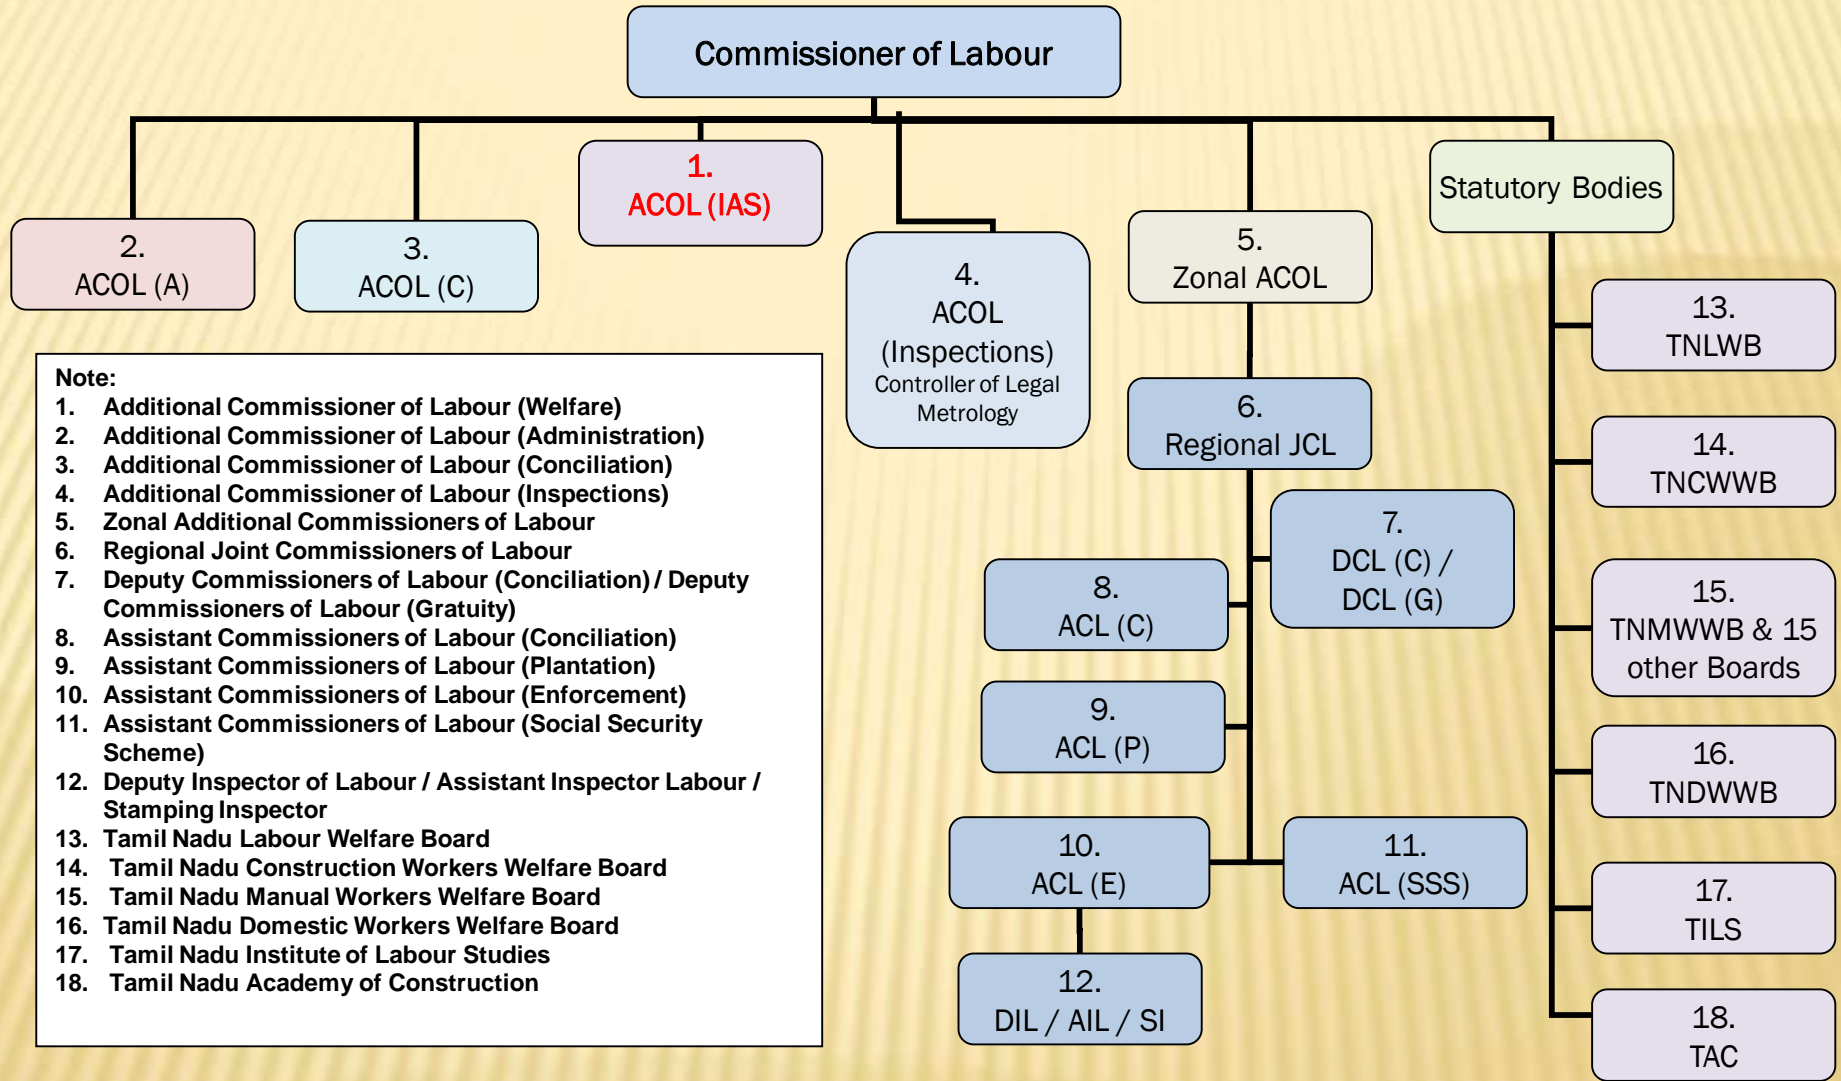 Commissioner of Labour
1.
ACOL (IAS)
2.
ACOL (A)
3.
ACOL (C)
4.
ACOL
(Inspections)
Controller of Legal
Metrology
5.
Zonal ACOL
Statutory Bodies
6.
Regional JCL
7.
DCL (C) /
DCL (G)
8.
ACL (C)
9.
ACL (P)
10.
ACL (E)
11.
ACL (SSS)
12.
DIL / AIL / SI
13.
TNLWB
14.
TNCWWB
15.
TNMWWB & 15
other Boards
16.
TNDWWB
17.
TILS
18.
TAC
Note:
1. Additional Commissioner of Labour (Welfare)
2. Additional Commissioner of Labour (Administration)
3. Additional Commissioner of Labour (Conciliation)
4. Additional Commissioner of Labour (Inspections)
5. Zonal Additional Commissioners of Labour
6. Regional Joint Commissioners of Labour
7. Deputy Commissioners of Labour (Conciliation) / Deputy
Commissioners of Labour (Gratuity)
8. Assistant Commissioners of Labour (Conciliation)
9. Assistant Commissioners of Labour (Plantation)
10. Assistant Commissioners of Labour (Enforcement)
11. Assistant Commissioners of Labour (Social Security
Scheme)
12. Deputy Inspector of Labour / Assistant Inspector Labour /
Stamping Inspector
13. Tamil Nadu Labour Welfare Board
14. Tamil Nadu Construction Workers Welfare Board
15. Tamil Nadu Manual Workers Welfare Board
16. Tamil Nadu Domestic Workers Welfare Board
17. Tamil Nadu Institute of Labour Studies
18. Tamil Nadu Academy of Construction